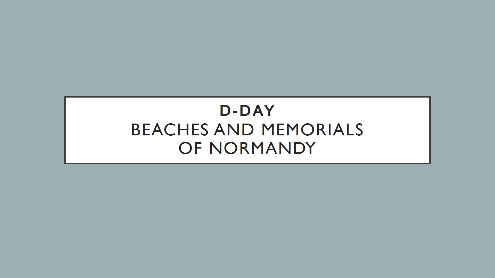 D-DAY
BEACHES AND MEMORIALS
OF NORMANDY